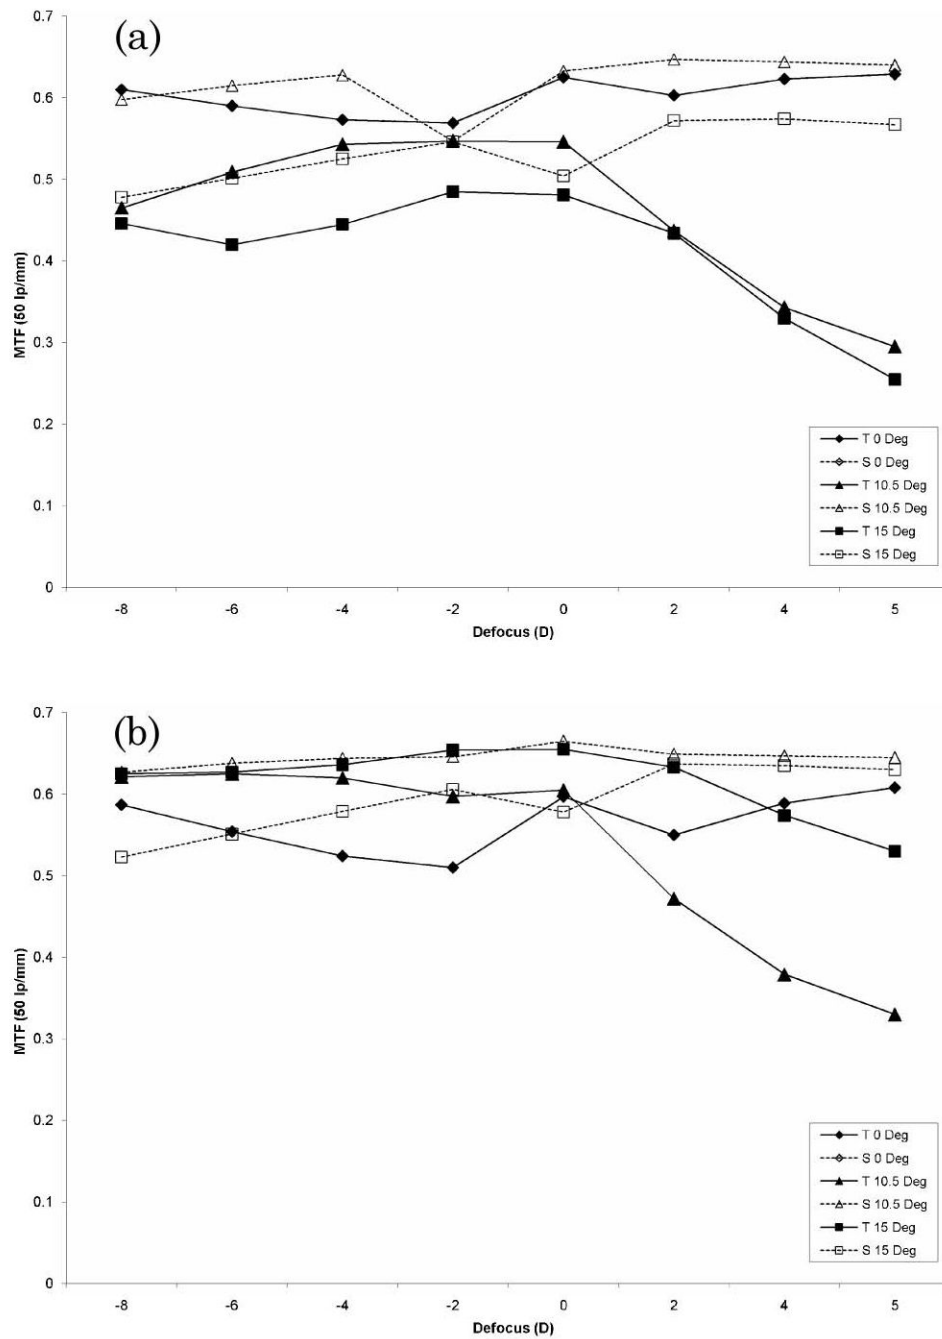 (a)
0.7
0.6
0.5
0.4
0.3
0.2
0.1
0
MTF (50 lp/mm)
T 0 Deg
S 0 Deg
T 10.5 Deg
S 10.5 Deg
T 15 Deg
S 15 Deg
-8 -6 -4 -2 0 2 4 5
Defocus (D)
(b)
0.7
0.6
0.5
0.4
0.3
0.2
0.1
0
MTF (50 lp/mm)
T 0 Deg
S 0 Deg
T 10.5 Deg
S 10.5 Deg
T 15 Deg
S 15 Deg
-8 -6 -4 -2 0 2 4 5
Defocus (D)